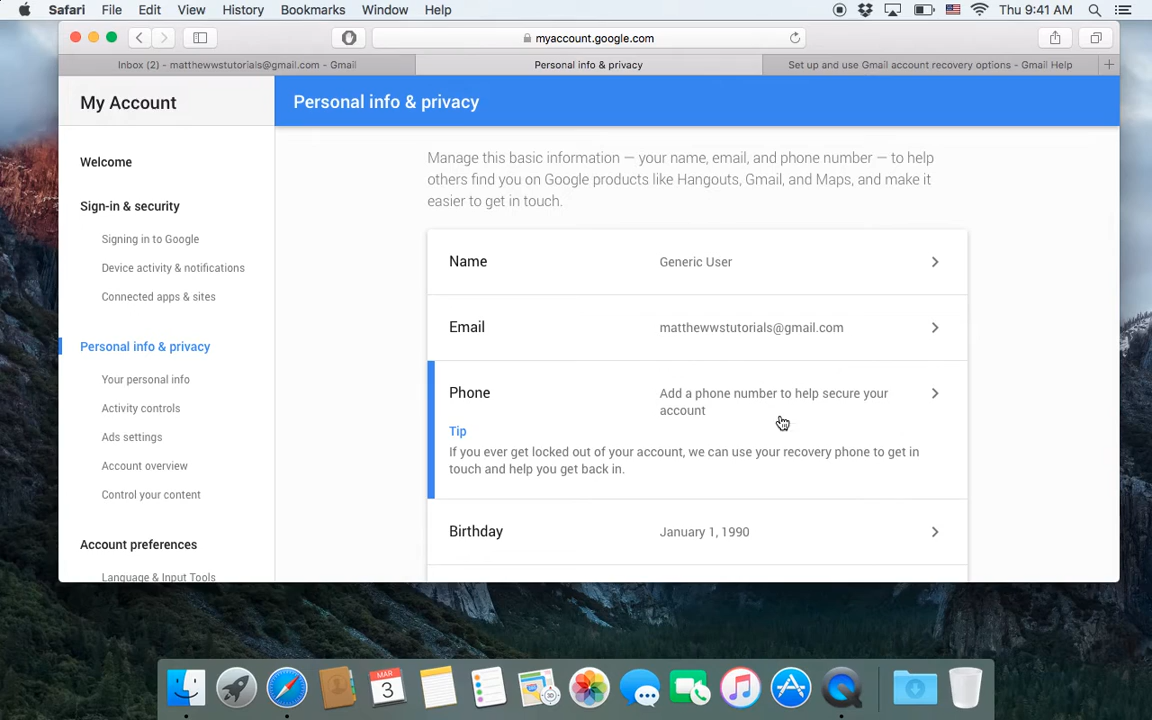 Safari File Edit View History Bookmarks Window Help Thu 9:41 AM
myaccount.google.com
Inbox (2) - matthewwstutorials@gmail.com - Gmail
Personal info & privacy
Set up and use Gmail account recovery options - Gmail Help
My Account
Personal info & privacy
Welcome
Sign-in & security
Signing in to Google
Device activity & notifications
Connected apps & sites
Personal info & privacy
Your personal info
Activity controls
Ads settings
Account overview
Control your content
Account preferences
Language & Input Tools
Manage this basic information — your name, email, and phone number — to help
others find you on Google products like Hangouts, Gmail, and Maps, and make it
easier to get in touch.
Name Generic User
Email matthewwstutorials@gmail.com
Phone Add a phone number to help secure your
account
Tip
If you ever get locked out of your account, we can use your recovery phone to get in
touch and help you get back in.
Birthday January 1, 1990
MAR
3
3D